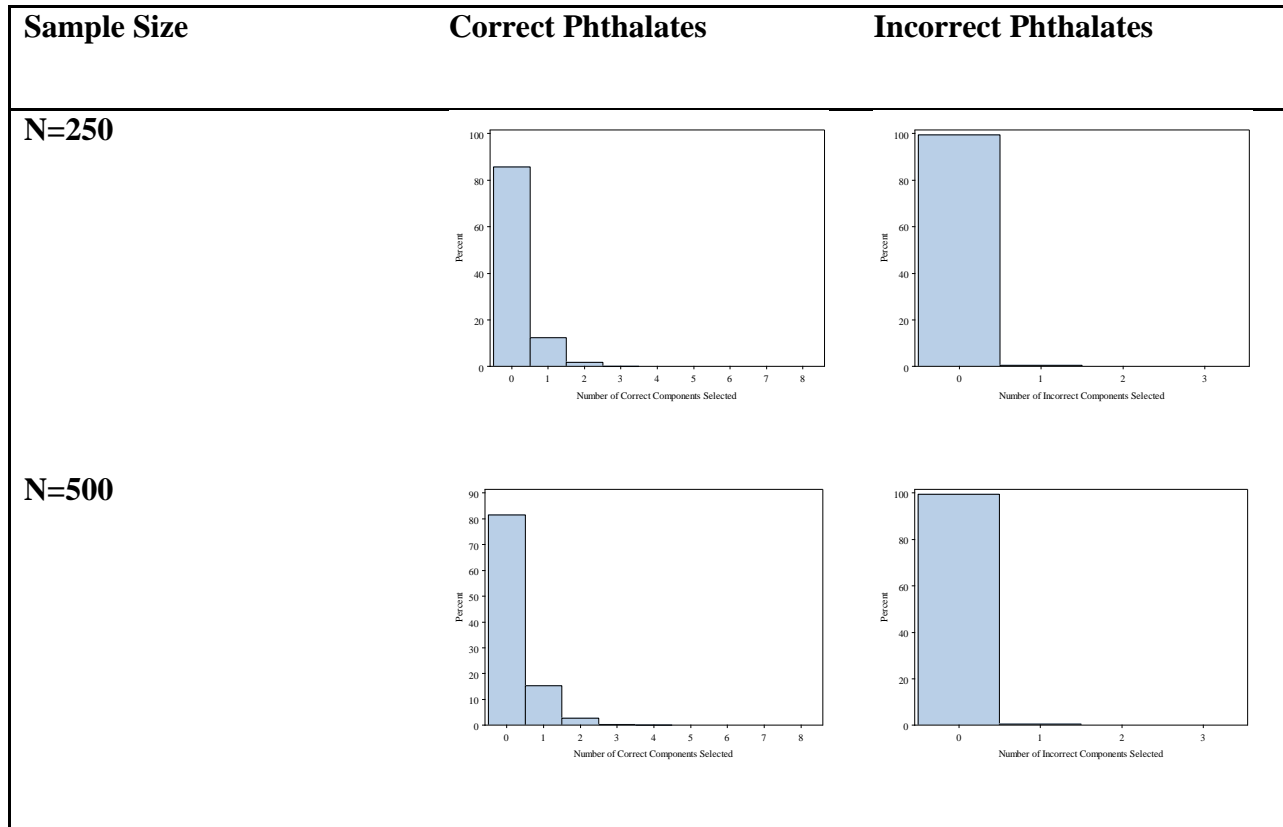 Sample Size Correct Phthalates Incorrect Phthalates
N=250
100
80
60
40
20
0
Percent
0 1 2 3 4 5 6 7 8
Number of Correct Components Selected
100
80
60
40
20
0
Percent
0 1 2 3
Number of Incorrect Components Selected
N=500
90
80
70
60
50
40
30
20
10
0
Percent
0 1 2 3 4 5 6 7 8
Number of Correct Components Selected
100
80
60
40
20
0
Percent
0 1 2 3
Number of Incorrect Components Selected